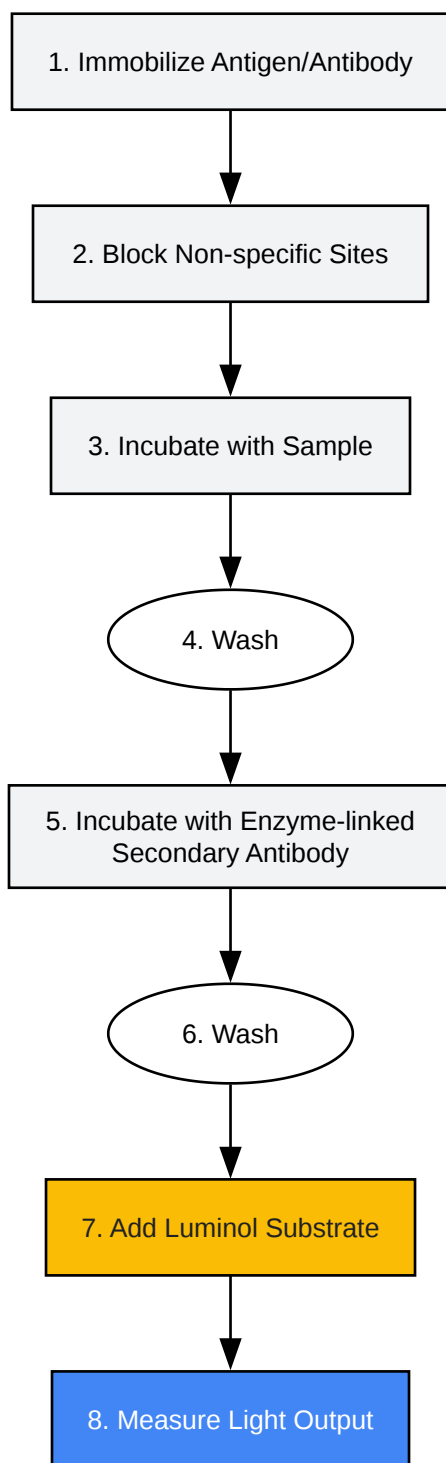 1. Immobilize Antigen/Antibody
2. Block Non-specific Sites
3. Incubate with Sample
4. Wash
5. Incubate with Enzyme-linked
Secondary Antibody
6. Wash
7. Add Luminol Substrate
8. Measure Light Output